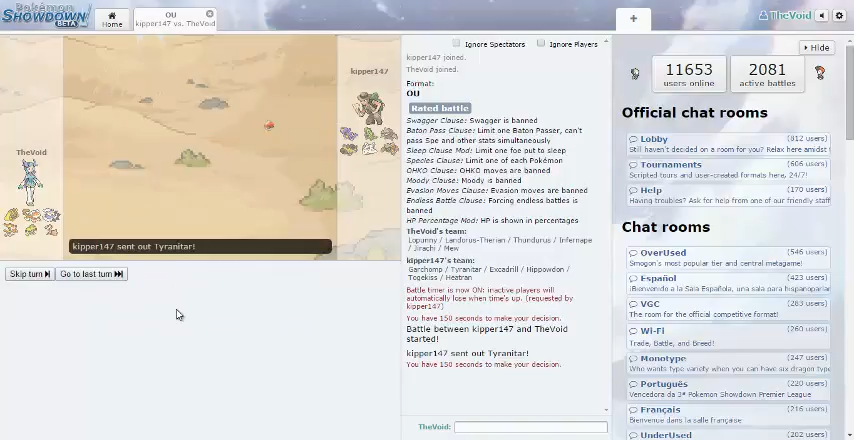 Pokémon
Showdown
BETA
Home
OU
kipper147 vs. TheVoid
+
TheVoid
kipper147
TheVoid
kipper147 sent out Tyranitar!
Skip turn
Go to last turn
Ignore Spectators
Ignore Players
kipper147 joined.
TheVoid joined.
Format:
OU
Rated battle
Swagger Clause: Swagger is banned
Baton Pass Clause: Limit one Baton Passer, can't
pass Spe and other stats simultaneously
Sleep Clause Mod: Limit one foe put to sleep
Species Clause: Limit one of each Pokémon
OHKO Clause: OHKO moves are banned
Moody Clause: Moody is banned
Evasion Moves Clause: Evasion moves are banned
Endless Battle Clause: Forcing endless battles is
banned
HP Percentage Mod: HP is shown in percentages
TheVoid's team:
Lopunny / Landorus-Therian / Thundurus / Infernape
/ Jirachi / Mew
kipper147's team:
Garchomp / Tyranitar / Excadrill / Hippowdon /
Togekiss / Heatran
Battle timer is now ON: inactive players will
automatically lose when time's up. (requested by
kipper147)
You have 150 seconds to make your decision.
Battle between kipper147 and TheVoid
started!
kipper147 sent out Tyranitar!
You have 150 seconds to make your decision.
TheVoid:
Hide
11653
users online
2081
active battles
Official chat rooms
Lobby (812 users)
Still haven't decided on a room for you? Relax here amidst
Tournaments (606 users)
Scripted tours and user-created formats here, 24/7!
Help (170 users)
Having troubles? Ask for help from one of our friendly staff
Chat rooms
OverUsed (546 users)
Smogon's most popular tier and central metagame!
Español (423 users)
¡Bienvenido a la Sala Española, una sala para hispanoparlan
VGC (283 users)
The room for the official competitive format!
Wi-Fi (260 users)
Trade, Battle, and Breed!
Monotype (247 users)
Who wants type variety when you can have six dragon type
Português (220 users)
Vencedora da 3ª Pokemon Showdown Premier League
Français (216 users)
Bienvenue dans la salle française!
UnderUsed (202 users)